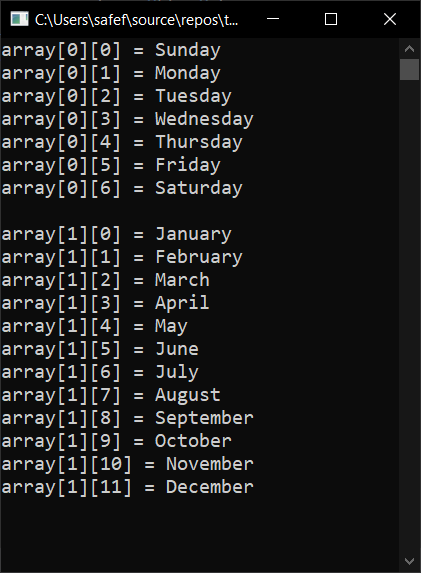 C:\Users\safef\source\repos\t...
array[0][0] = Sunday
array[0][1] = Monday
array[0][2] = Tuesday
array[0][3] = Wednesday
array[0][4] = Thursday
array[0][5] = Friday
array[0][6] = Saturday
array[1][0] = January
array[1][1] = February
array[1][2] = March
array[1][3] = April
array[1][4] = May
array[1][5] = June
array[1][6] = July
array[1][7] = August
array[1][8] = September
array[1][9] = October
array[1][10] = November
array[1][11] = December